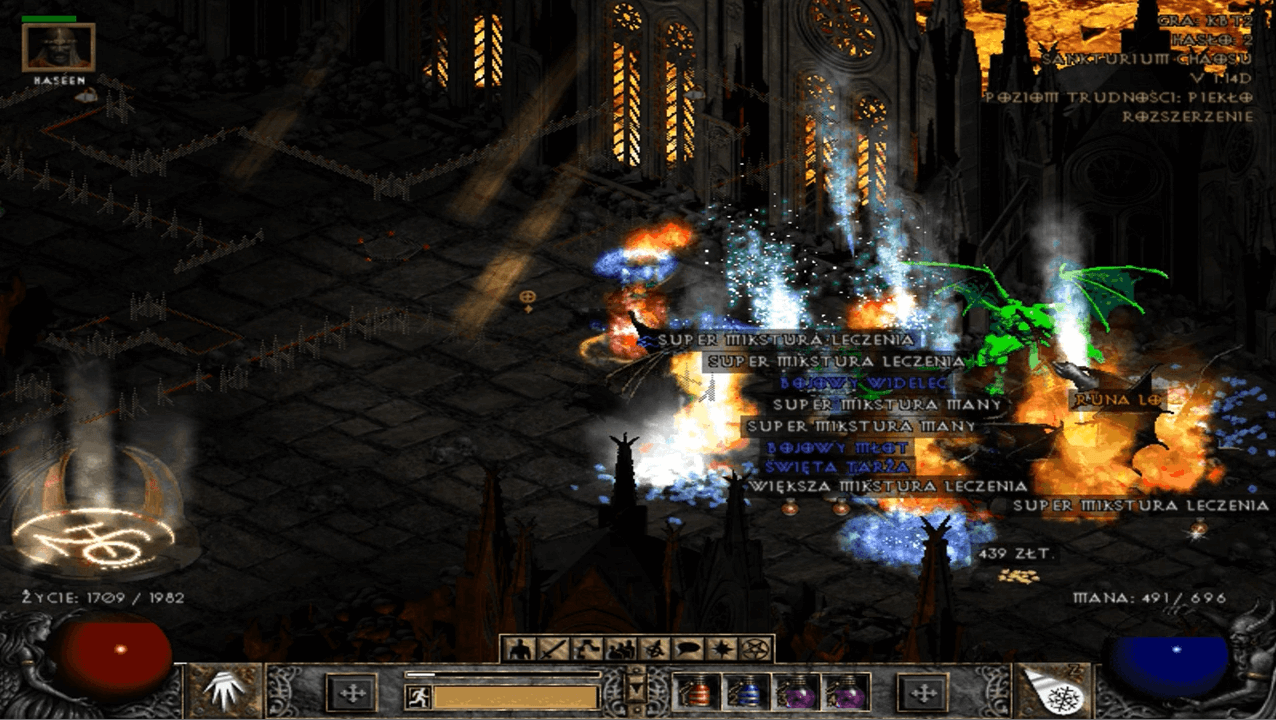 HASEEN
GRA: KBT2
HASŁO: 2
SANKTURIUM CHAOSU
V 1.14D
POZIOM TRUDNOŚCI: PIEKŁO
ROZSZERZENIE
SUPER MIKSTURA LECZENIA
SUPER MIKSTURA LECZENIA
BOJOWY WIDELEC
RUNA LO
SUPER MIKSTURA MANY
SUPER MIKSTURA MANY
BOJOWY MŁOT
ŚWIĘTA TARŻA
WIĘKSZA MIKSTURA LECZENIA
SUPER MIKSTURA LECZENIA
439 ZŁT.
ŻYCIE: 1709 / 1982
MANA: 491 / 696
Z